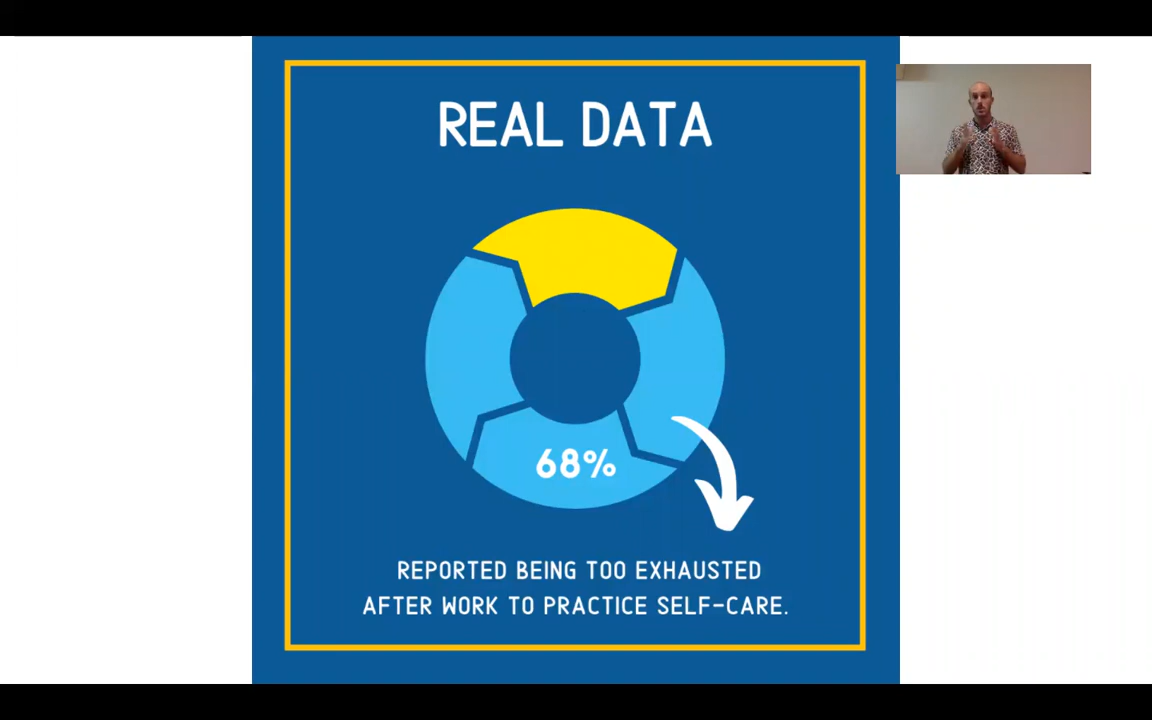 REAL DATA
68%
REPORTED BEING TOO EXHAUSTED
AFTER WORK TO PRACTICE SELF-CARE.